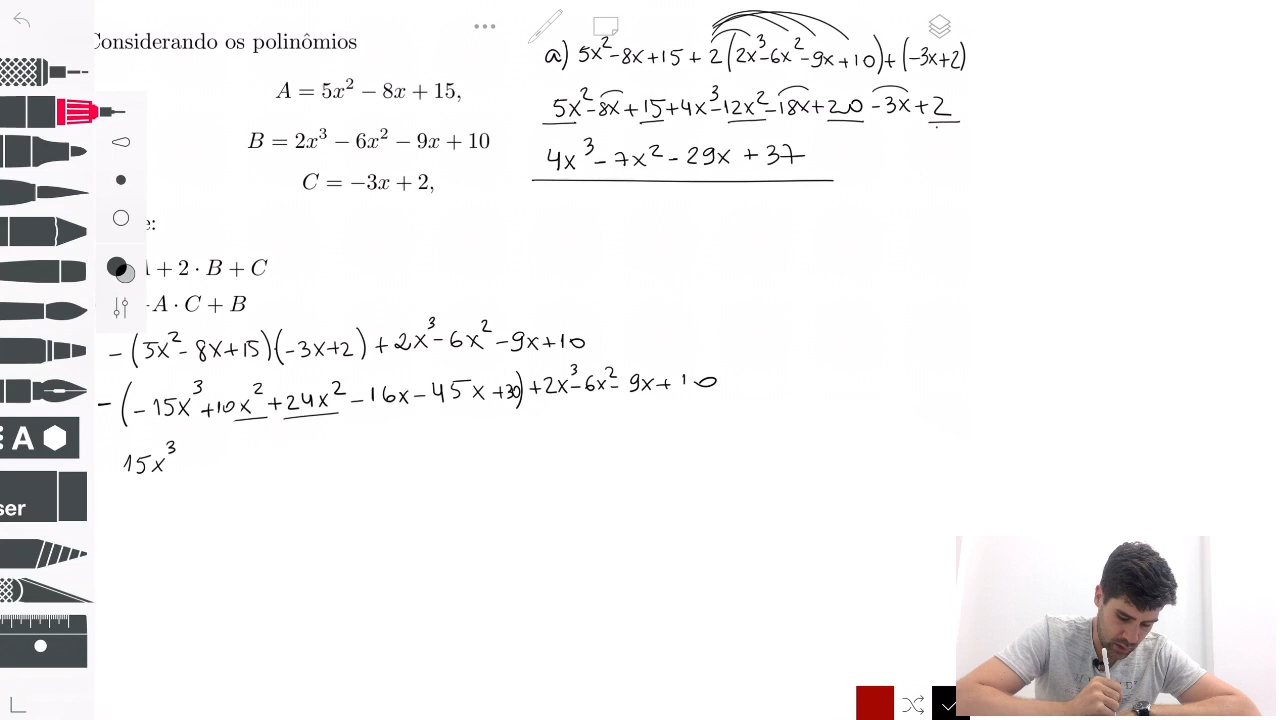 Considerando os polinômios
A = 5x² − 8x + 15,
B = 2x³ − 6x² − 9x + 10
C = −3x + 2,
e:
A + 2 · B + C
-A · C + B
-(5x²-8x+15)·(-3x+2)+2x³-6x²-9x+10
-(-15x³+10x²+24x²-16x-45x+30)+2x³-6x²-9x+10
15x³
a) 5x²-8x+15+2(2x³-6x²-9x+10)+(-3x+2)
5x²-8x+15+4x³-12x²-18x+20-3x+2
4x³-7x²-29x+37
A
ser